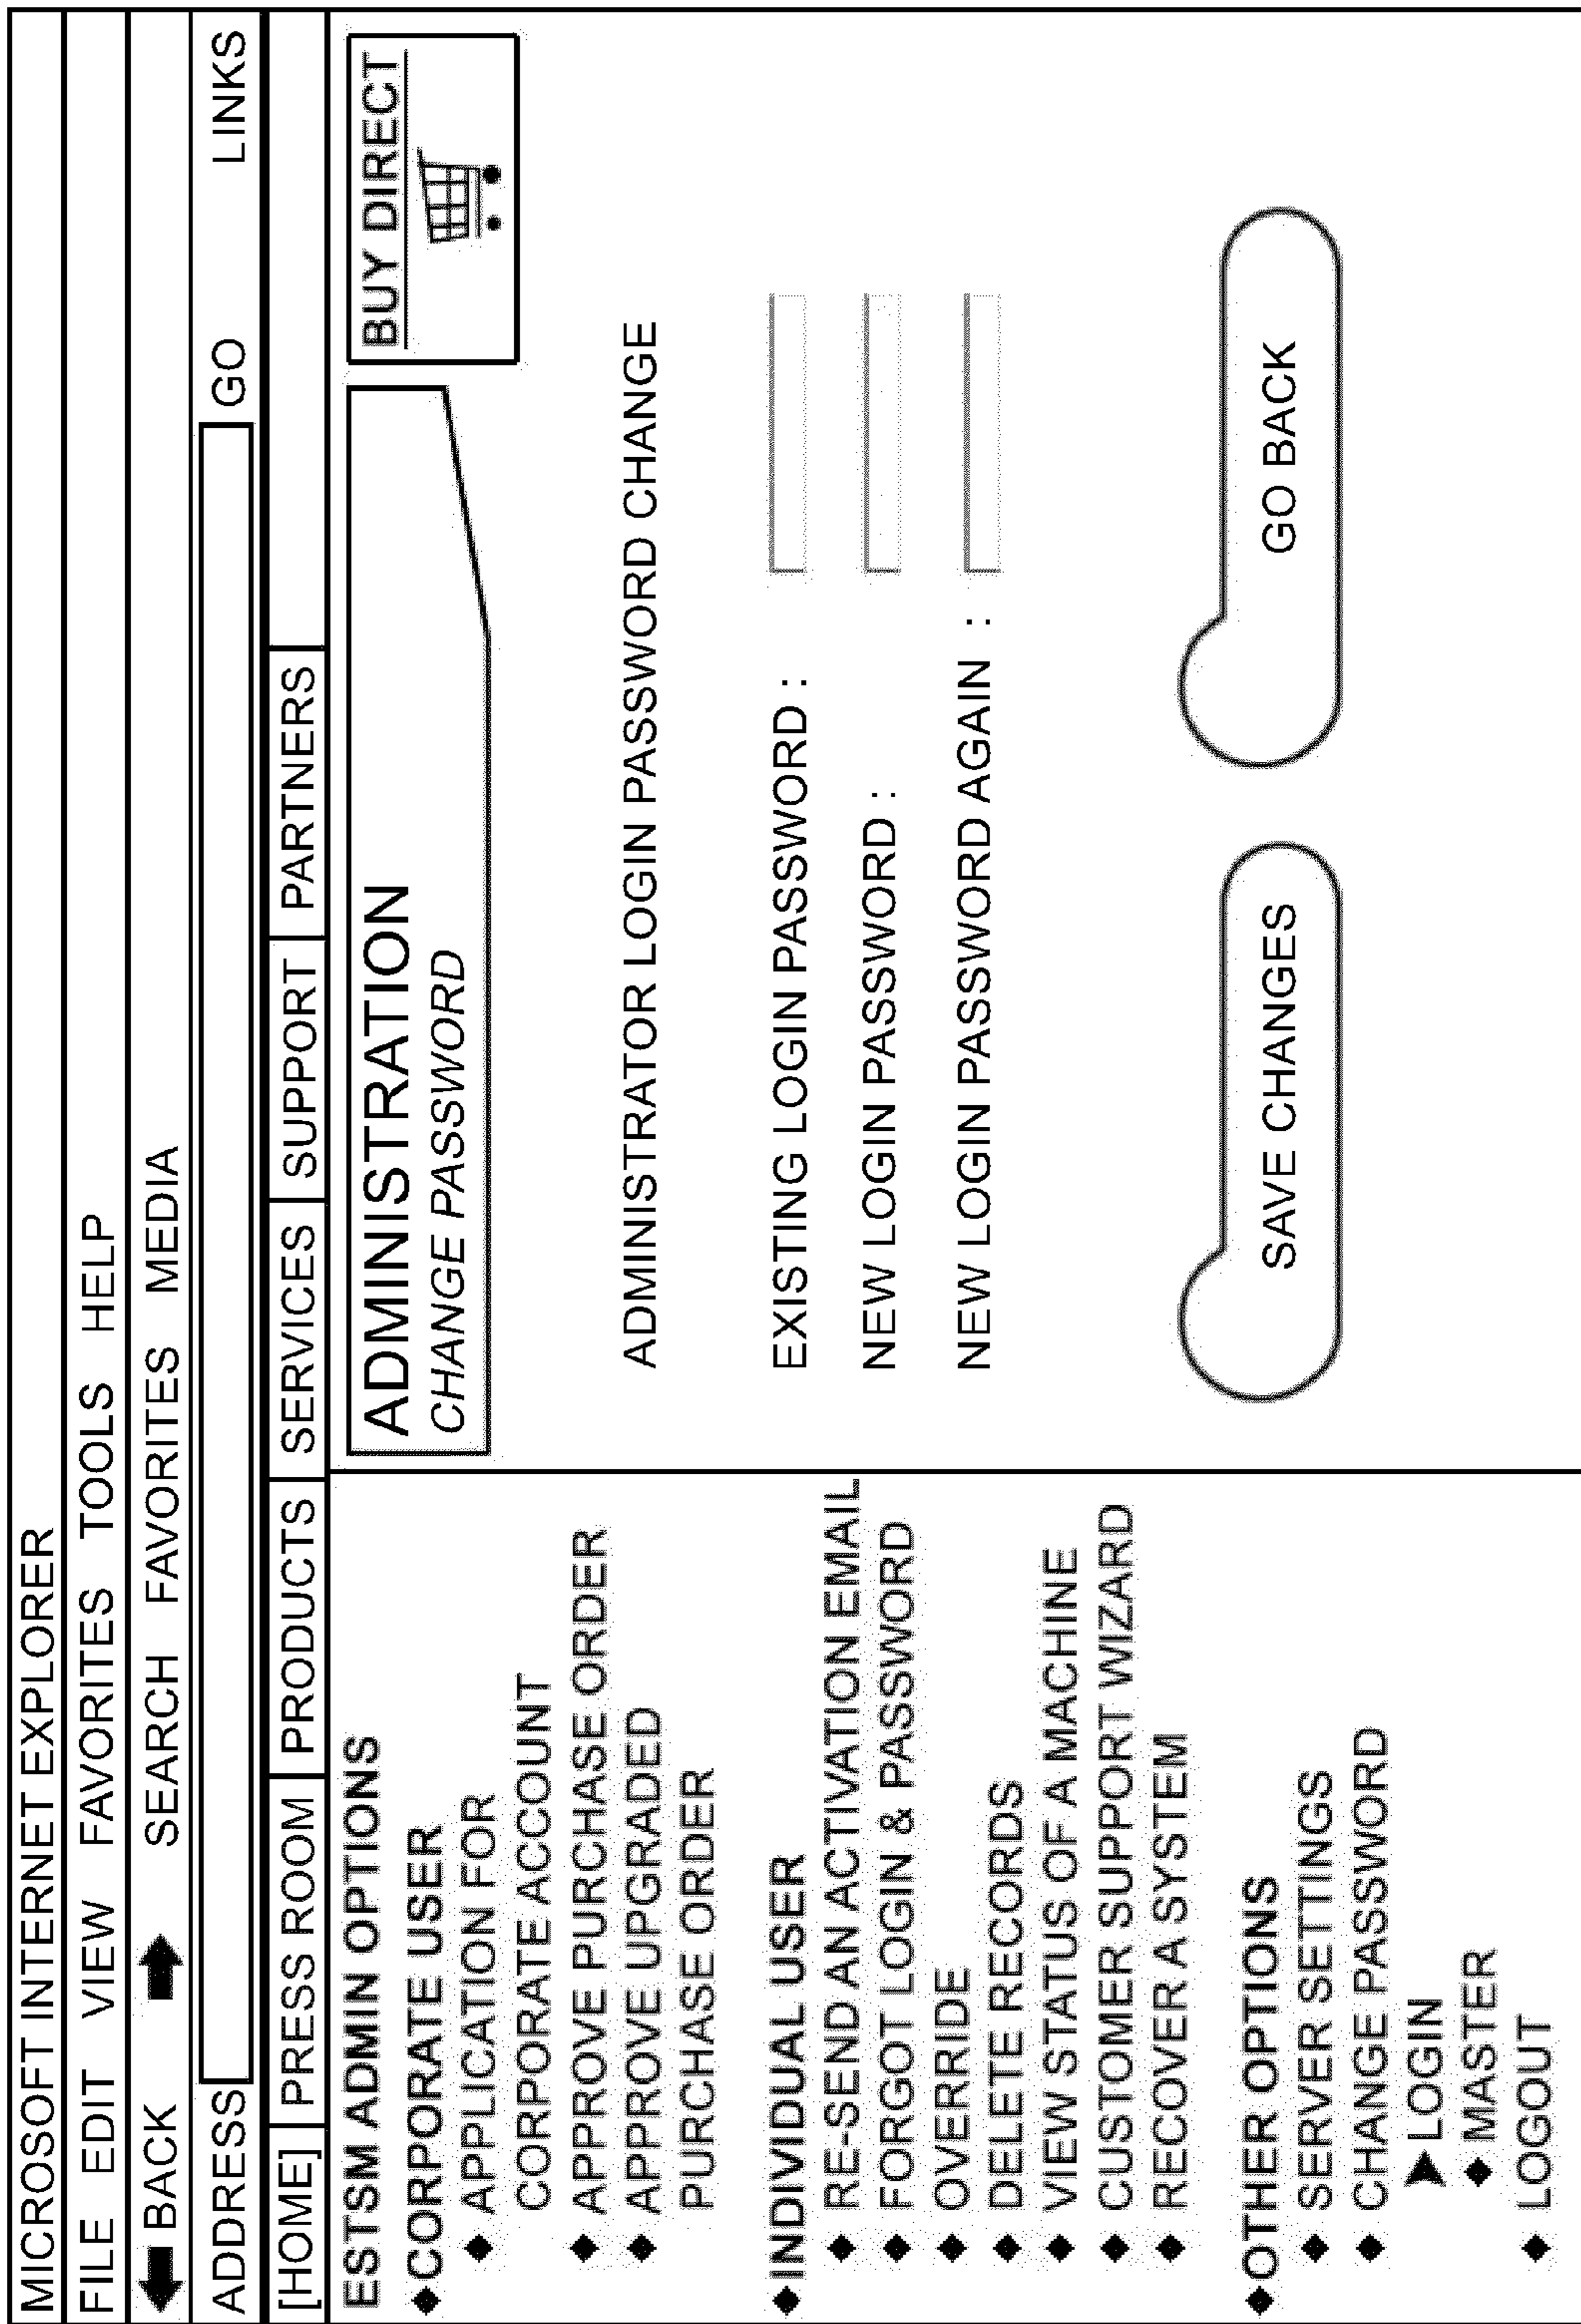 MICROSOFT INTERNET EXPLORER
FILE EDIT VIEW FAVORITES TOOLS HELP
BACK SEARCH FAVORITES MEDIA
ADDRESS GO LINKS
[HOME] PRESS ROOM PRODUCTS SERVICES SUPPORT PARTNERS
ESTSM ADMIN OPTIONS
◆CORPORATE USER
◆ APPLICATION FOR
CORPORATE ACCOUNT
◆ APPROVE PURCHASE ORDER
◆ APPROVE UPGRADED
PURCHASE ORDER
◆INDIVIDUAL USER
◆ RE-SEND AN ACTIVATION EMAIL
◆ FORGOT LOGIN & PASSWORD
◆ OVERRIDE
◆ DELETE RECORDS
◆ VIEW STATUS OF A MACHINE
◆ CUSTOMER SUPPORT WIZARD
◆ RECOVER A SYSTEM
◆OTHER OPTIONS
◆ SERVER SETTINGS
◆ CHANGE PASSWORD
➤ LOGIN
◆ MASTER
◆ LOGOUT
ADMINISTRATION
CHANGE PASSWORD
BUY DIRECT
ADMINISTRATOR LOGIN PASSWORD CHANGE
EXISTING LOGIN PASSWORD :
NEW LOGIN PASSWORD :
NEW LOGIN PASSWORD AGAIN :
SAVE CHANGES
GO BACK